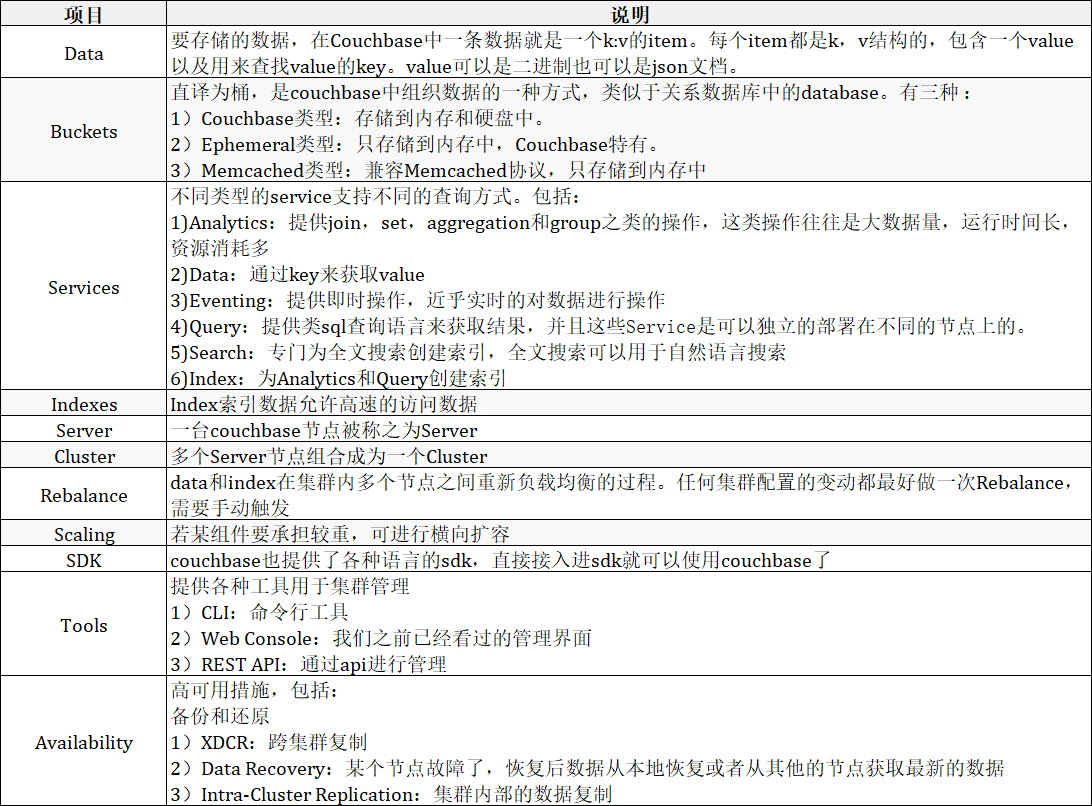 项目
说明
Data
要存储的数据，在Couchbase中一条数据就是一个k:v的item。每个item都是k，v结构的，包含一个value
以及用来查找value的key。value可以是二进制也可以是json文档。
Buckets
直译为桶，是couchbase中组织数据的一种方式，类似于关系数据库中的database。有三种：
1）Couchbase类型：存储到内存和硬盘中。
2）Ephemeral类型：只存储到内存中，Couchbase特有。
3）Memcached类型：兼容Memcached协议，只存储到内存中
Services
不同类型的service支持不同的查询方式。包括：
1)Analytics：提供join，set，aggregation和group之类的操作，这类操作往往是大数据量，运行时间长，
资源消耗多
2)Data：通过key来获取value
3)Eventing：提供即时操作，近乎实时的对数据进行操作
4)Query：提供类sql查询语言来获取结果，并且这些Service是可以独立的部署在不同的节点上的。
5)Search：专门为全文搜索创建索引，全文搜索可以用于自然语言搜索
6)Index：为Analytics和Query创建索引
Indexes
Index索引数据允许高速的访问数据
Server
一台couchbase节点被称之为Server
Cluster
多个Server节点组合成为一个Cluster
Rebalance
data和index在集群内多个节点之间重新负载均衡的过程。任何集群配置的变动都最好做一次Rebalance，
需要手动触发
Scaling
若某组件要承担较重，可进行横向扩容
SDK
couchbase也提供了各种语言的sdk，直接接入进sdk就可以使用couchbase了
Tools
提供各种工具用于集群管理
1）CLI：命令行工具
2）Web Console：我们之前已经看过的管理界面
3）REST API：通过api进行管理
Availability
高可用措施，包括：
备份和还原
1）XDCR：跨集群复制
2）Data Recovery：某个节点故障了，恢复后数据从本地恢复或者从其他的节点获取最新的数据
3）Intra-Cluster Replication：集群内部的数据复制